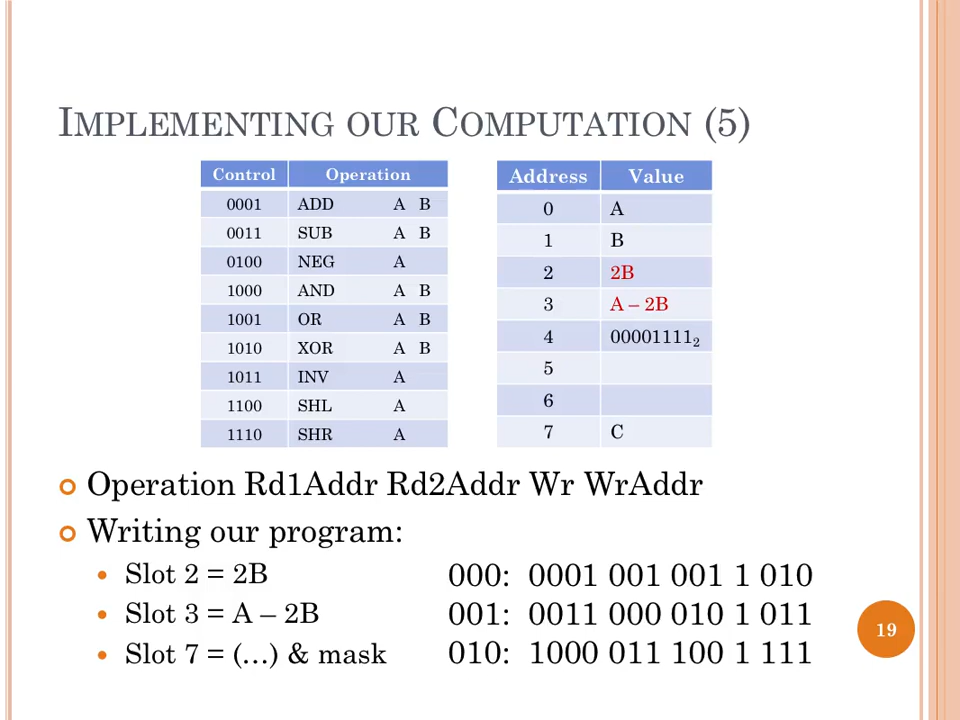 IMPLEMENTING OUR COMPUTATION (5)
Control Operation
0001 ADD A B
0011 SUB A B
0100 NEG A
1000 AND A B
1001 OR A B
1010 XOR A B
1011 INV A
1100 SHL A
1110 SHR A
Address Value
0 A
1 B
2 2B
3 A – 2B
4 00001111₂
5
6
7 C
Operation Rd1Addr Rd2Addr Wr WrAddr
Writing our program:
• Slot 2 = 2B 000: 0001 001 001 1 010
• Slot 3 = A – 2B 001: 0011 000 010 1 011
• Slot 7 = (…) & mask 010: 1000 011 100 1 111
19